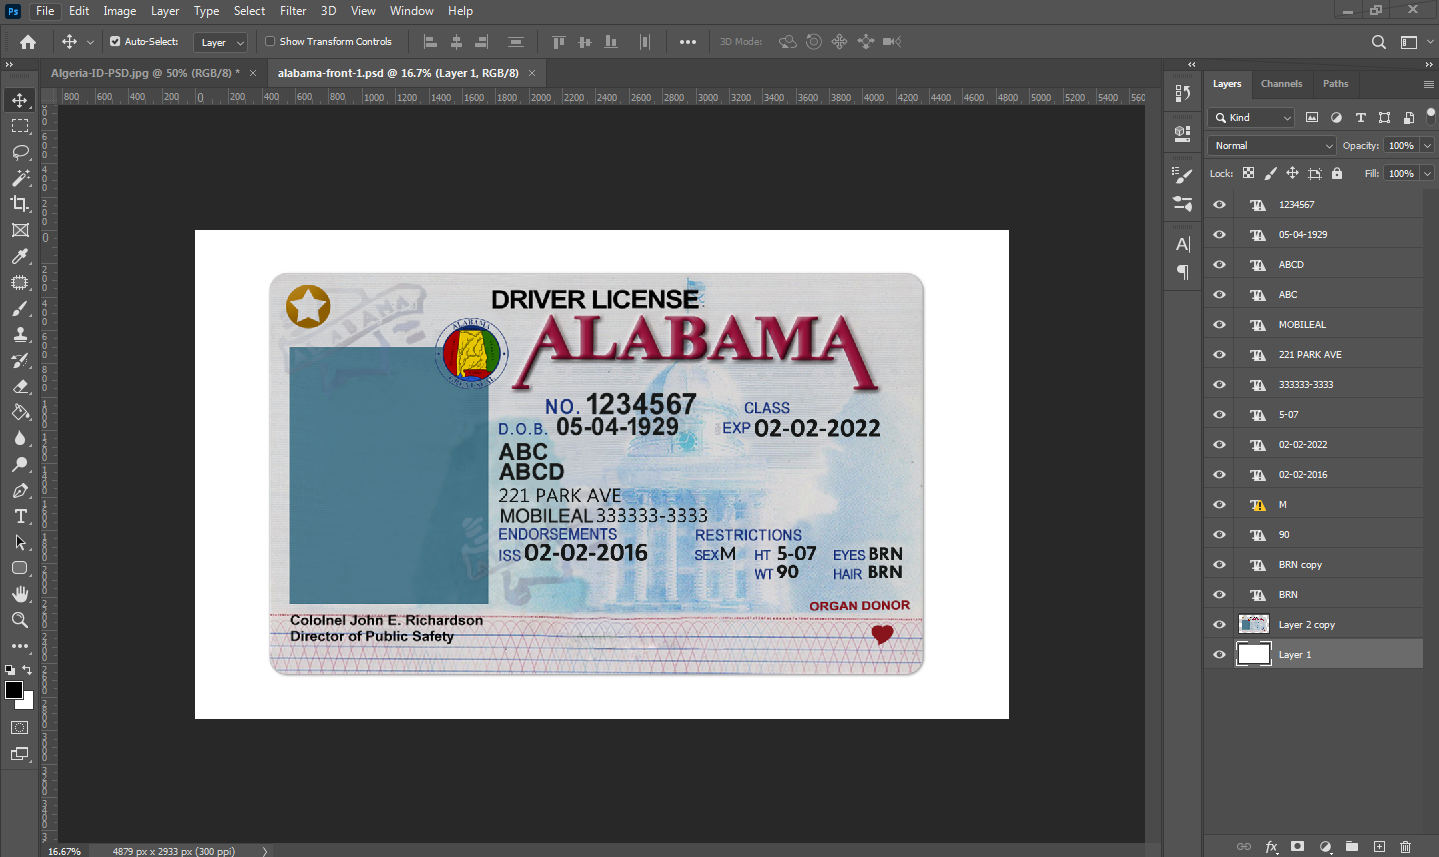 File Edit Image Layer Type Select Filter 3D View Window Help
Auto-Select: Layer Show Transform Controls 3D Mode:
Algeria-ID-PSD.jpg @ 50% (RGB/8) * × alabama-front-1.psd @ 16.7% (Layer 1, RGB/8) ×
800 600 400 200 0 200 400 600 800 1000 1200 1400 1600 1800 2000 2200 2400 2600 2800 3000 3200 3400 3600 3800 4000 4200 4400 4600 4800 5000 5200 5400
DRIVER LICENSE
ALABAMA
NO. 1234567 CLASS
D.O.B. 05-04-1929 EXP 02-02-2022
ABC
ABCD
221 PARK AVE
MOBILEAL 333333-3333
ENDORSEMENTS RESTRICTIONS
ISS 02-02-2016 SEX M HT 5-07 EYES BRN
WT 90 HAIR BRN
ORGAN DONOR
Cololnel John E. Richardson
Director of Public Safety
Layers Channels Paths
Kind
Normal Opacity: 100%
Lock: Fill: 100%
1234567
05-04-1929
ABCD
ABC
MOBILEAL
221 PARK AVE
333333-3333
5-07
02-02-2022
02-02-2016
M
90
BRN copy
BRN
Layer 2 copy
Layer 1
16.67% 4879 px x 2933 px (300 ppi)